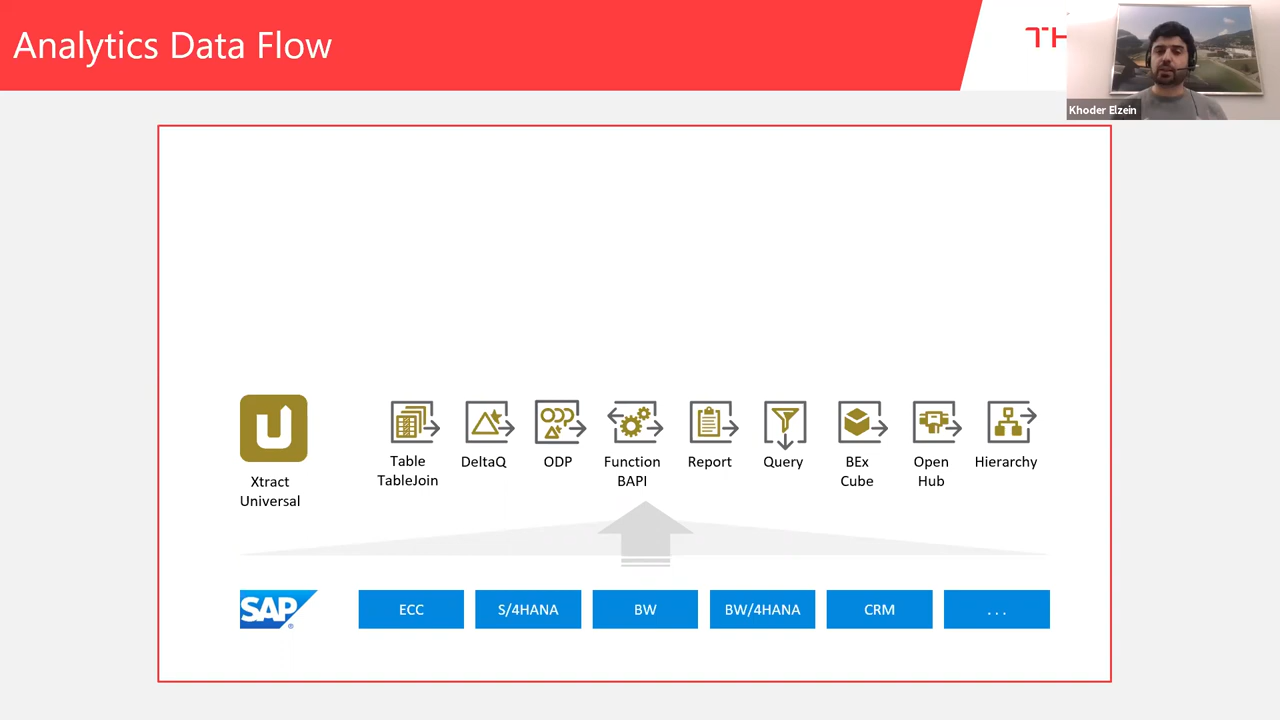 Analytics Data Flow
TH
Khoder Elzein
U
Xtract
Universal
Table
TableJoin
DeltaQ
ODP
Function
BAPI
Report
Query
BEx
Cube
Open
Hub
Hierarchy
SAP
ECC
S/4HANA
BW
BW/4HANA
CRM
...